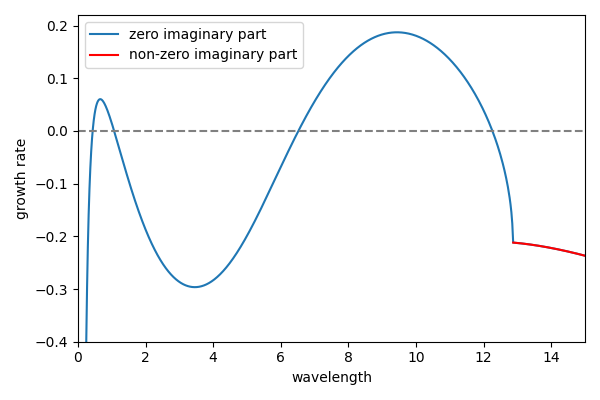 zero imaginary part
non-zero imaginary part
growth rate
0.2
0.1
0.0
−0.1
−0.2
−0.3
−0.4
0 2 4 6 8 10 12 14
wavelength